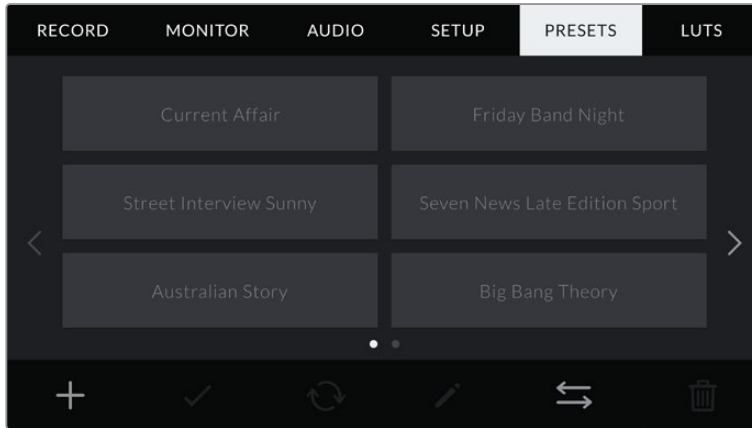 RECORD MONITOR AUDIO SETUP PRESETS LUTS
Current Affair Friday Band Night
Street Interview Sunny Seven News Late Edition Sport
Australian Story Big Bang Theory